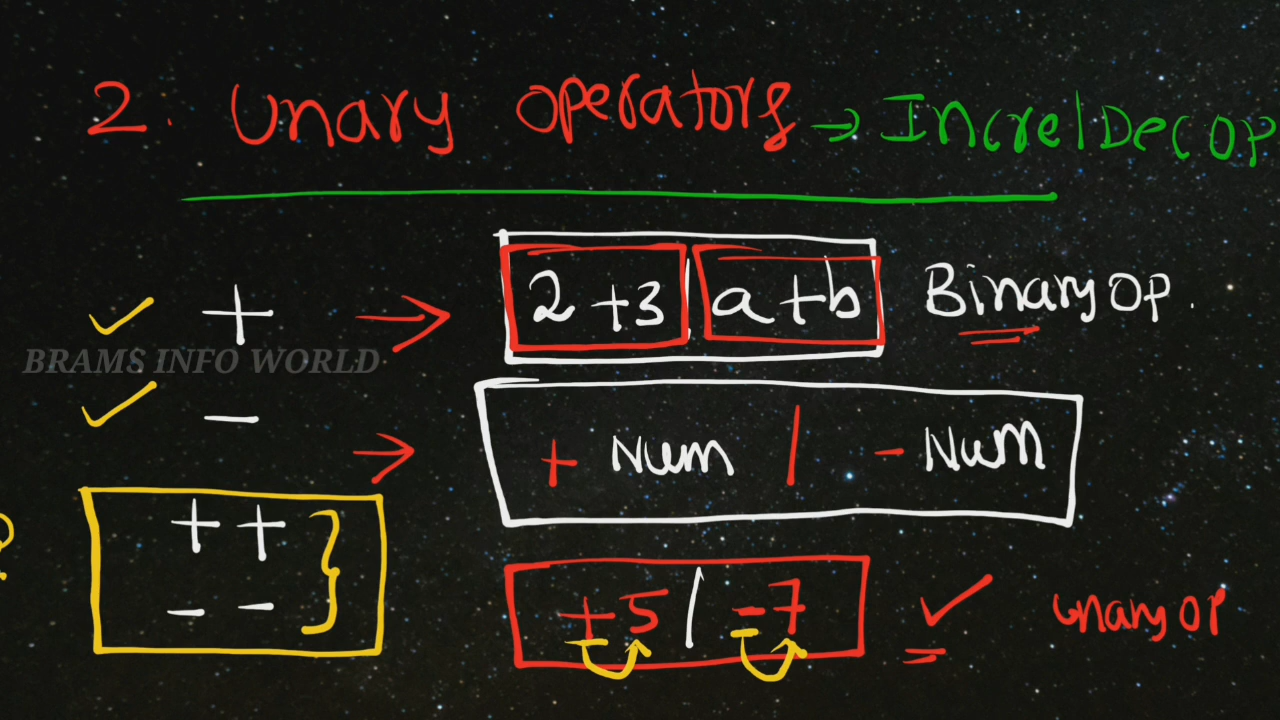 2. Unary operators → Incre/Dec Op
✓ + → 2 +3 / a+b Binary Op.
BRAMS INFO WORLD
✓ -
→ + Num / - Num
+ +
- - }
+5 / -7 ✓ unary op